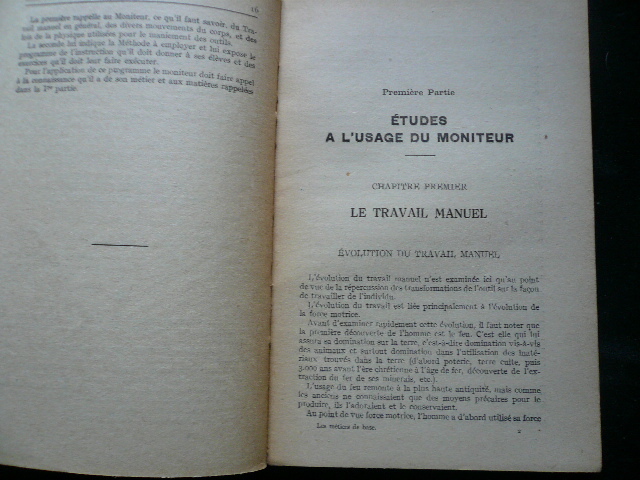 16
La première rappelle au Moniteur, ce qu'il faut savoir, du Tra-
vail manuel en général, des divers mouvements du corps, et des
lois de la physique utilisées pour le maniement des outils.
La seconde lui indique la Méthode à employer et lui expose le
programme de l'instruction qu'il doit donner à ses élèves et des
exercices qu'il doit leur faire exécuter.
Pour l'application de ce programme le moniteur doit faire appel
à la connaissance qu'il a de son métier et aux matières rappelées
dans la Ire partie
Première Partie
ÉTUDES
A L'USAGE DU MONITEUR
CHAPITRE PREMIER
LE TRAVAIL MANUEL
ÉVOLUTION DU TRAVAIL MANUEL
L'évolution du travail manuel n'est examinée ici qu'au point
de vue de la répercussion des transformations de l'outil sur la façon
de travailler de l'individu.
L'évolution du travail est liée principalement à l'évolution de
la force motrice.
Avant d'examiner rapidement cette évolution, il faut noter que
la première découverte de l'homme est le feu. C'est elle qui lui
assura sa domination sur la terre, c'est-à-dire domination vis-à-vis
des animaux et surtout domination dans l'utilisation des maté-
riaux trouvés dans la terre (d'abord poterie, terre cuite, puis
3.000 ans avant l'ère chrétienne à l'âge de fer, découverte de l'ex-
traction du fer de ses minerais, etc.).
L'usage du feu remonte à la plus haute antiquité, mais comme
les anciens ne connaissaient que des moyens précaires pour le
produire, ils l'adoraient et le conservaient.
Au point de vue force motrice, l'homme a d'abord utilisé sa force
Les métiers de base. 2